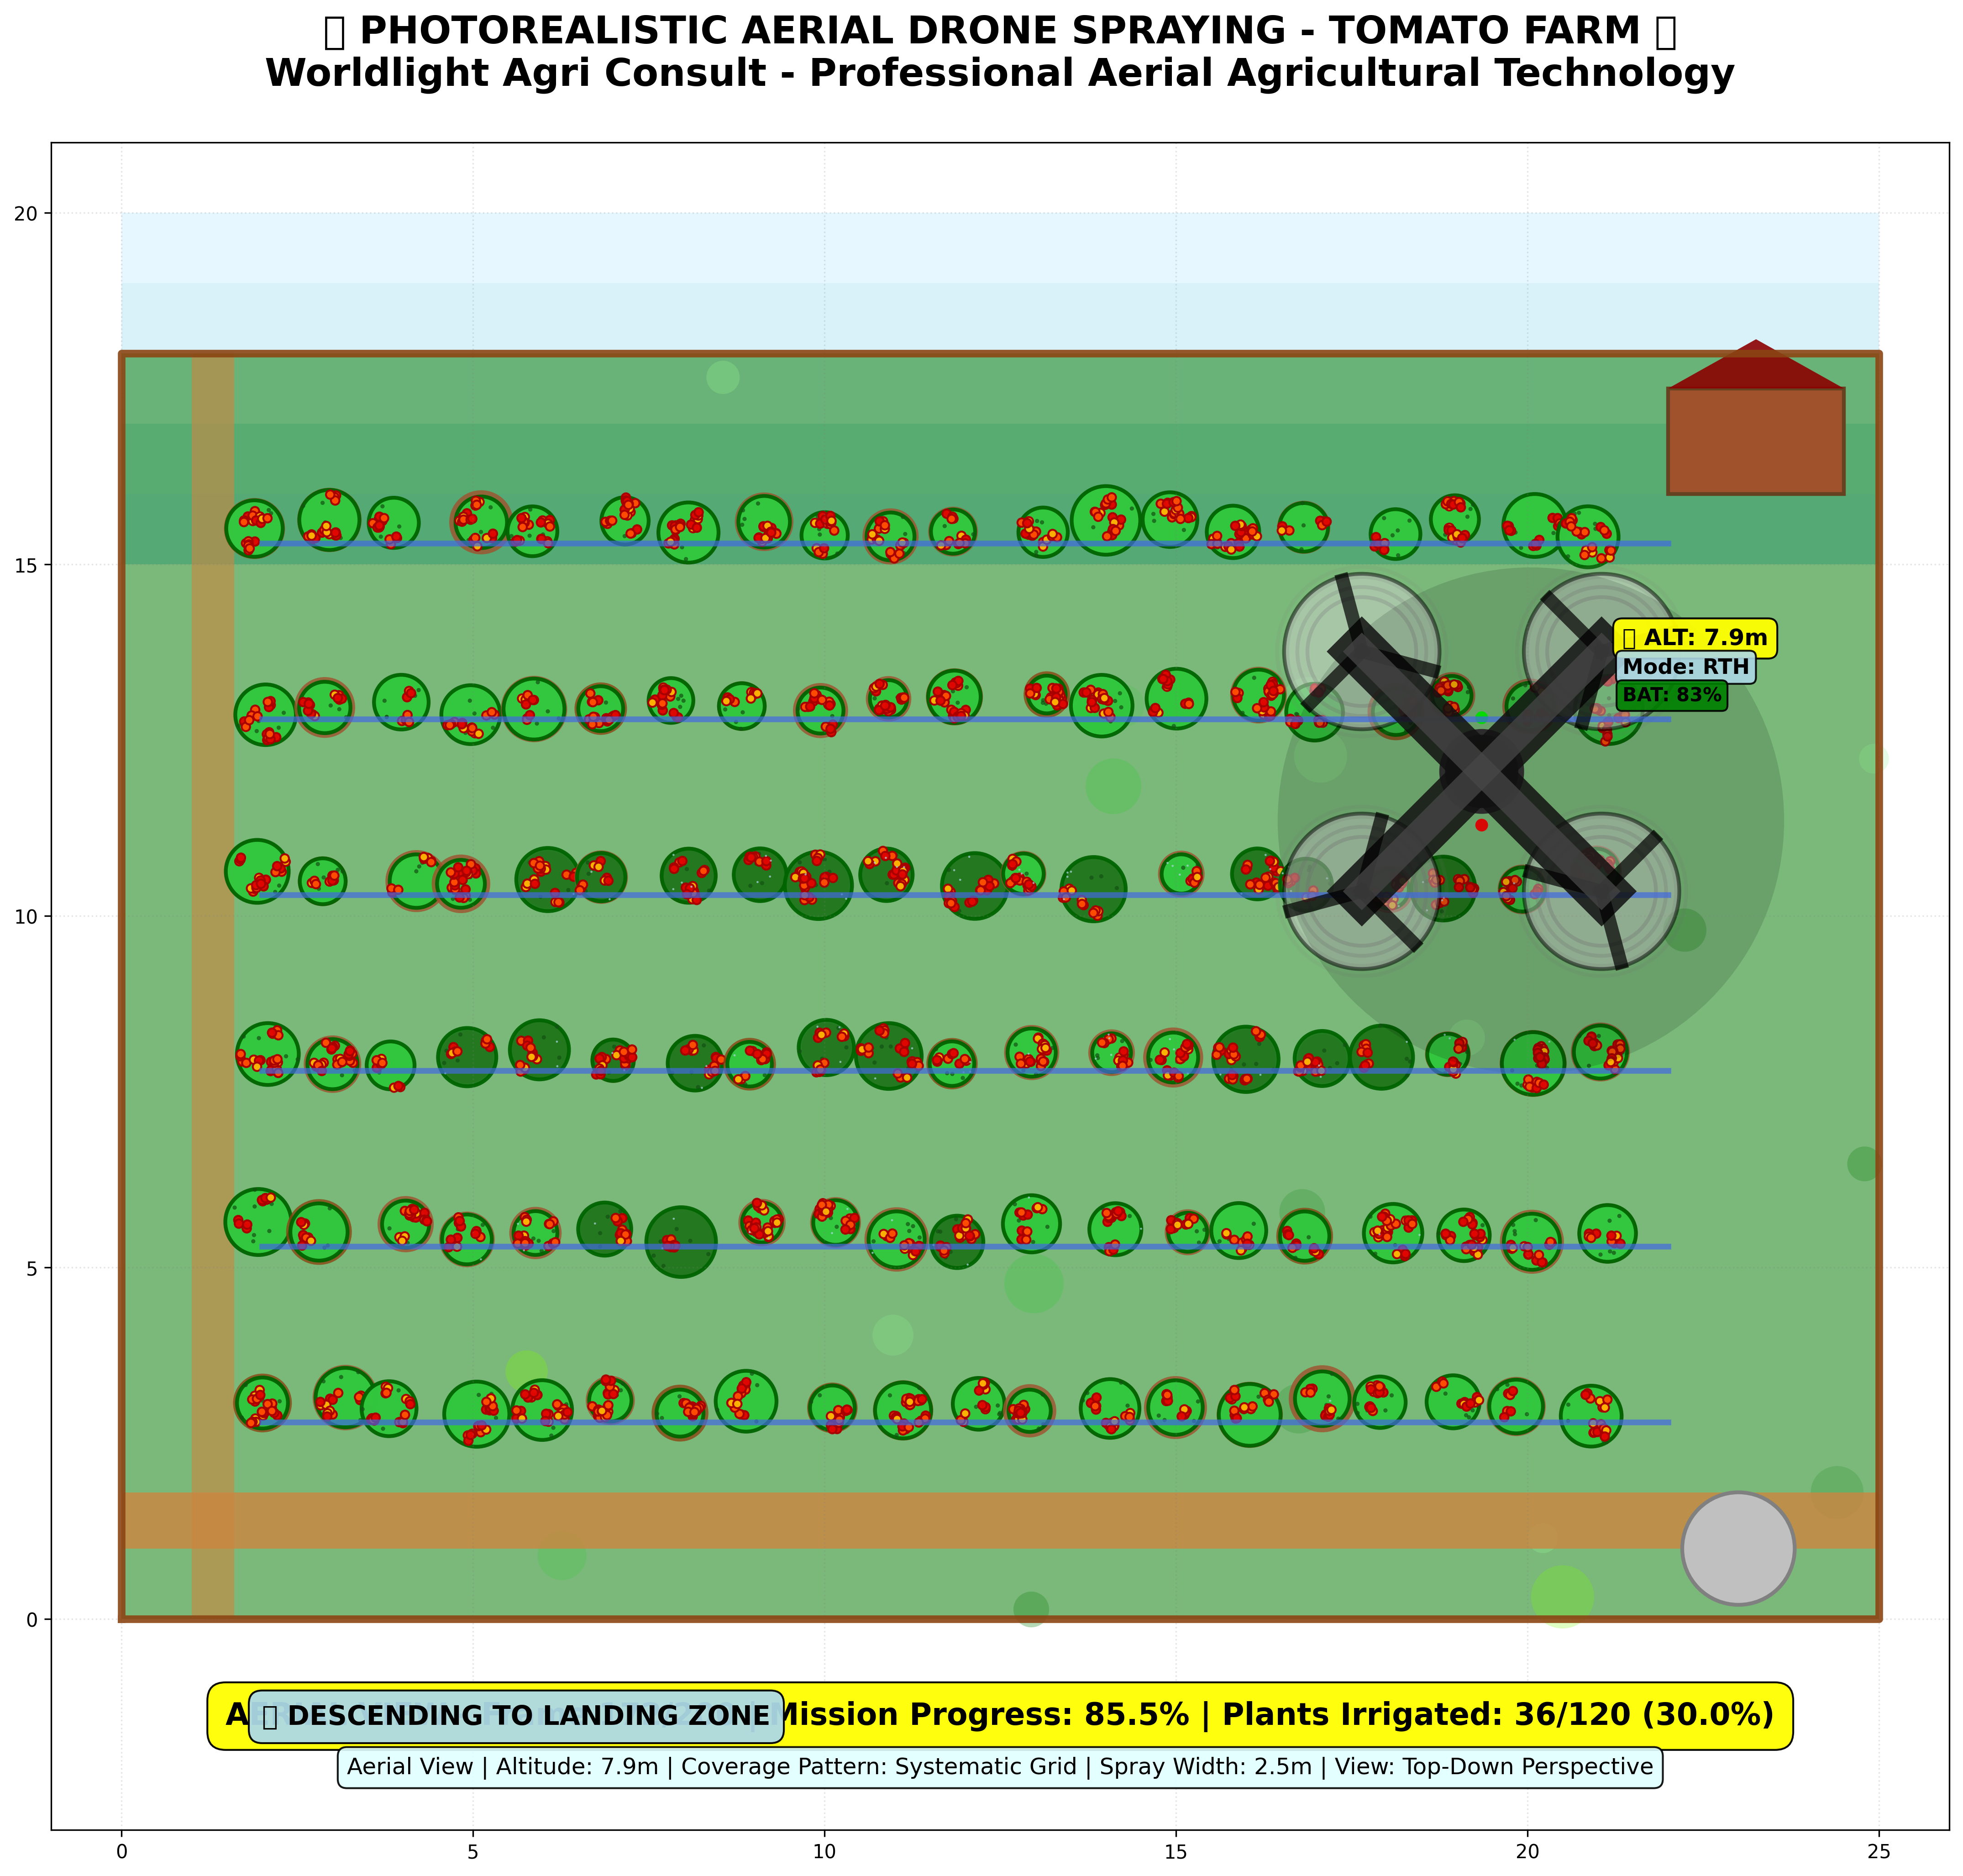 PHOTOREALISTIC AERIAL DRONE SPRAYING - TOMATO FARM
Worldlight Agri Consult - Professional Aerial Agricultural Technology
20
15
10
5
0
0
5
10
15
20
25
ALT: 7.9m
Mode: RTH
BAT: 83%
DESCENDING TO LANDING ZONE
Mission Progress: 85.5% | Plants Irrigated: 36/120 (30.0%)
Aerial View | Altitude: 7.9m | Coverage Pattern: Systematic Grid | Spray Width: 2.5m | View: Top-Down Perspective